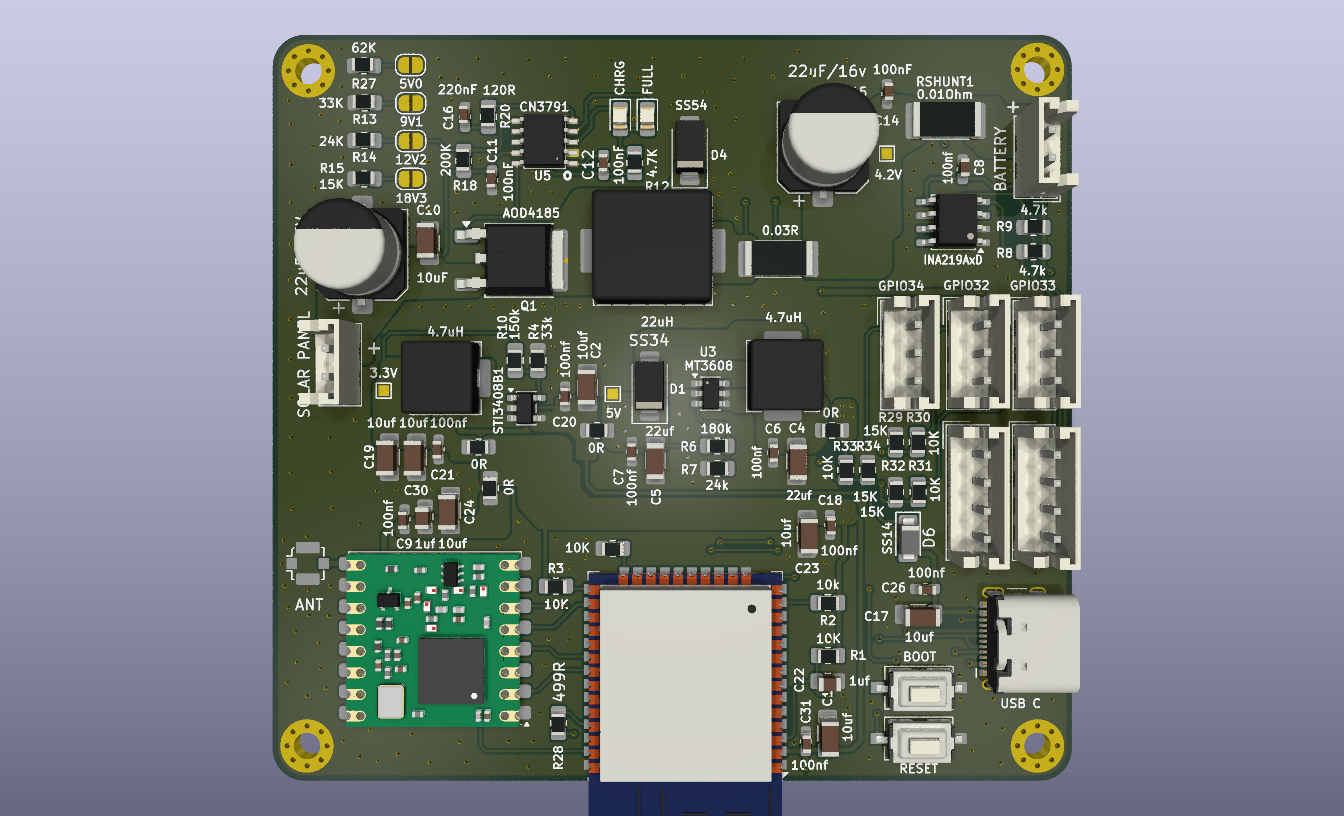 62K
R27
5V0
33K
R13
9V1
24K
R14
12V2
R15
15K
18V3
220nF
120R
C16
R20
200K
R18
C11
100nF
CN3791
U5
CHRG
FULL
C12
100nF
4.7K
R12
SS54
D4
22uF/16v
100nF
C14
4.2V
+
RSHUNT1
0.01Ohm
+
BATTERY
100nf
C8
INA219AxD
4.7k
R9
R8
4.7k
C10
10uF
AOD4185
Q1
0.03R
22uH
+
SOLAR PANEL
+
3.3V
4.7uH
R10
150k
R4
33k
STI3408B1
100nf
C20
10uf
C2
5V
0R
SS34
D1
22uf
U3
MT3608
4.7uH
0R
GPIO34
GPIO32
GPIO33
10uf
10uf
100nf
C19
C30
C21
0R
0R
100nf
C9
1uf
10uf
C24
C7
100nf
C5
180k
R6
R7
24k
C6
C4
100nf
22uf
10K
R33
R34
15K
R29
R30
15K
10K
R32
R31
15K
10K
SS14
D6
C18
10uf
100nf
C23
100nf
C26
C17
10uf
ANT
10K
R3
10K
499R
R28
10k
R2
10K
R1
C22
1uf
C31
10uf
100nf
BOOT
RESET
USB C